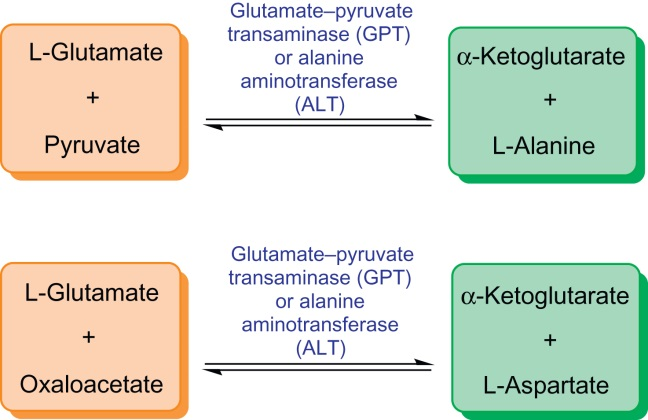 Glutamate–pyruvate
transaminase (GPT)
or alanine
aminotransferase
(ALT)
L-Glutamate
+
Pyruvate
α-Ketoglutarate
+
L-Alanine
Glutamate–pyruvate
transaminase (GPT)
or alanine
aminotransferase
(ALT)
L-Glutamate
+
Oxaloacetate
α-Ketoglutarate
+
L-Aspartate